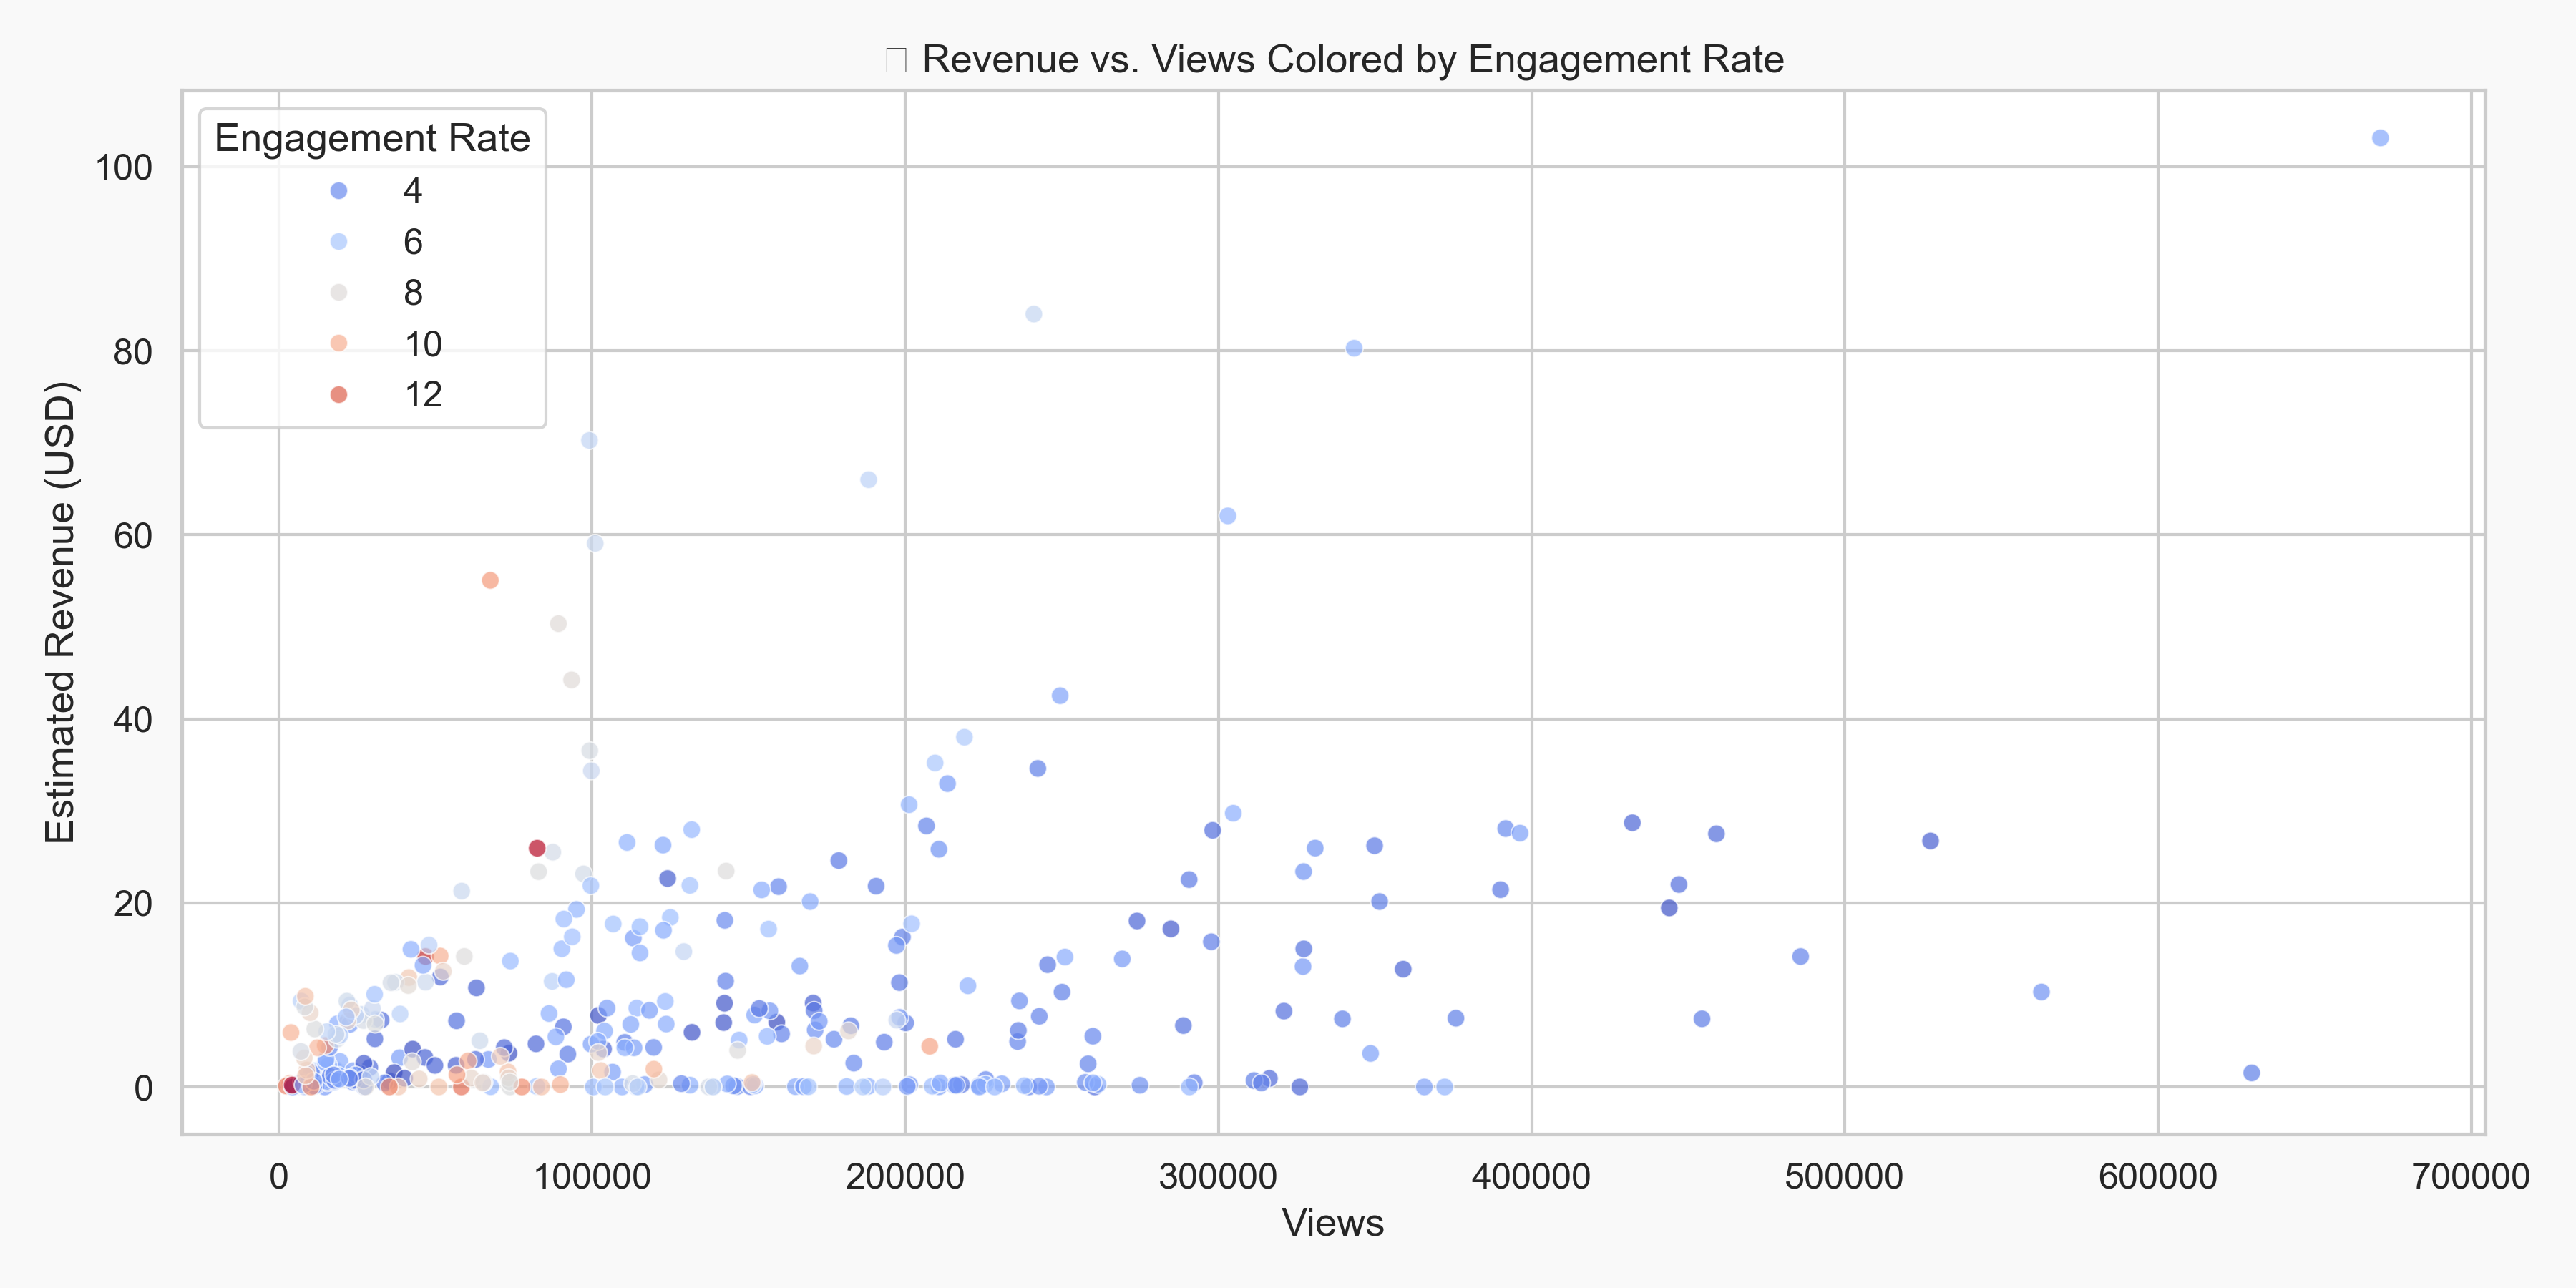 Revenue vs. Views Colored by Engagement Rate
Engagement Rate
4
6
8
10
12
100
80
60
40
20
0
Estimated Revenue (USD)
0 100000 200000 300000 400000 500000 600000 700000
Views